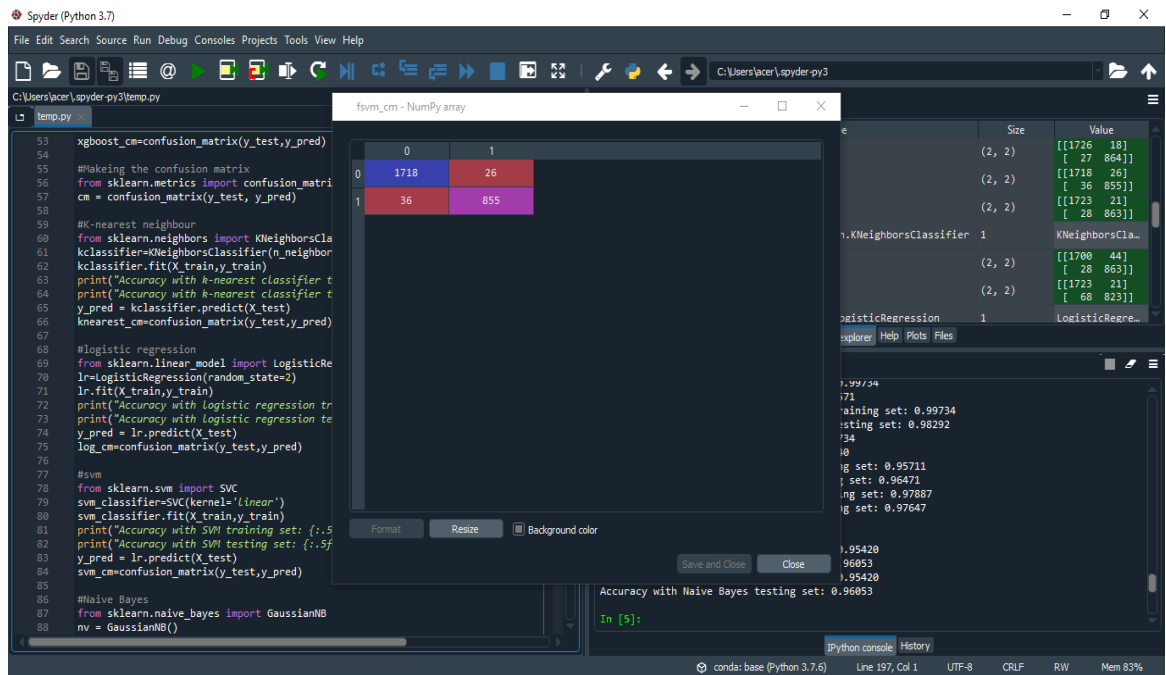 Spyder (Python 3.7)
File Edit Search Source Run Debug Consoles Projects Tools View Help
C:\Users\acer\.spyder-py3
C:\Users\acer\.spyder-py3\temp.py
temp.py
53 xgboost_cm=confusion_matrix(y_test,y_pred)
54
55 #Makeing the confusion matrix
56 from sklearn.metrics import confusion_matri
57 cm = confusion_matrix(y_test, y_pred)
58
59 #K-nearest neighbour
60 from sklearn.neighbors import KNeighborsCla
61 kclassifier=KNeighborsClassifier(n_neighbor
62 kclassifier.fit(X_train,y_train)
63 print("Accuracy with k-nearest classifier t
64 print("Accuracy with k-nearest classifier t
65 y_pred = kclassifier.predict(X_test)
66 knearest_cm=confusion_matrix(y_test,y_pred)
67
68 #logistic regression
69 from sklearn.linear_model import LogisticRe
70 lr=LogisticRegression(random_state=2)
71 lr.fit(X_train,y_train)
72 print("Accuracy with logistic regression tr
73 print("Accuracy with logistic regression te
74 y_pred = lr.predict(X_test)
75 log_cm=confusion_matrix(y_test,y_pred)
76
77 #svm
78 from sklearn.svm import SVC
79 svm_classifier=SVC(kernel='linear')
80 svm_classifier.fit(X_train,y_train)
81 print("Accuracy with SVM training set: {:.5
82 print("Accuracy with SVM testing set: {:.5f
83 y_pred = lr.predict(X_test)
84 svm_cm=confusion_matrix(y_test,y_pred)
85
86 #Naive Bayes
87 from sklearn.naive_bayes import GaussianNB
88 nv = GaussianNB()
fsvm_cm - NumPy array
0 1
0 1718 26
1 36 855
Format Resize Background color
Save and Close Close
e Size Value
(2, 2) [[1726 18]
[ 27 864]]
(2, 2) [[1718 26]
[ 36 855]]
(2, 2) [[1723 21]
[ 28 863]]
n.KNeighborsClassifier 1 KNeighborsCla...
(2, 2) [[1700 44]
[ 28 863]]
(2, 2) [[1723 21]
[ 68 823]]
ogisticRegression 1 LogisticRegre...
explorer Help Plots Files
.99734
571
raining set: 0.99734
esting set: 0.98292
734
40
ng set: 0.95711
g set: 0.96471
ing set: 0.97887
ng set: 0.97647
0.95420
.96053
0.95420
Accuracy with Naive Bayes testing set: 0.96053
In [5]:
IPython console History
conda: base (Python 3.7.6) Line 197, Col 1 UTF-8 CRLF RW Mem 83%